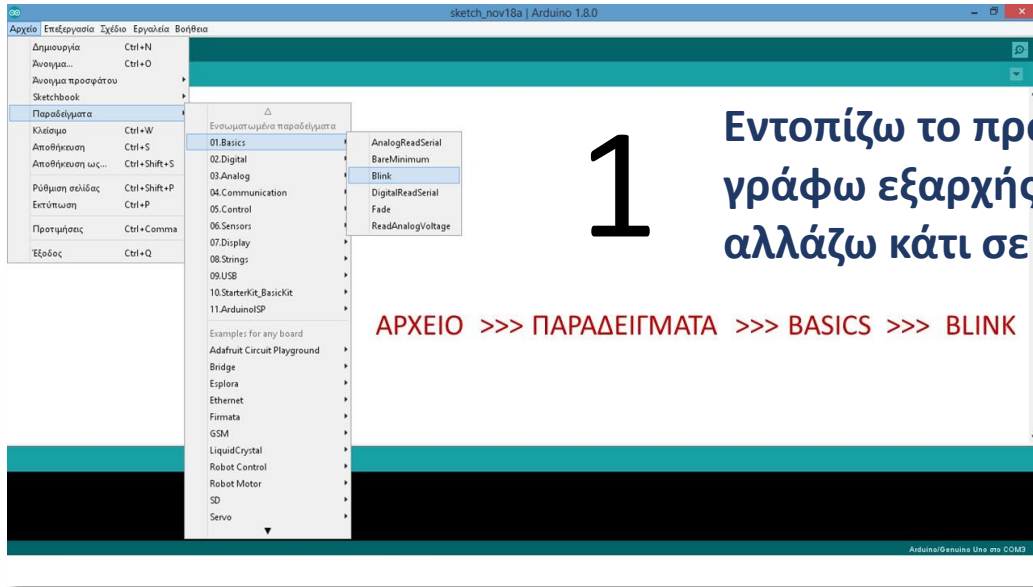 sketch_nov18a | Arduino 1.8.0
Αρχείο Επεξεργασία Σχέδιο Εργαλεία Βοήθεια
Δημιουργία Ctrl+N
Άνοιγμα... Ctrl+O
Άνοιγμα προσφάτου
Sketchbook
Παραδείγματα
Κλείσιμο Ctrl+W
Αποθήκευση Ctrl+S
Αποθήκευση ως... Ctrl+Shift+S
Ρύθμιση σελίδας Ctrl+Shift+P
Εκτύπωση Ctrl+P
Προτιμήσεις Ctrl+Comma
Έξοδος Ctrl+Q
Ενσωματωμένα παραδείγματα
01.Basics
02.Digital
03.Analog
04.Communication
05.Control
06.Sensors
07.Display
08.Strings
09.USB
10.StarterKit_BasicKit
11.ArduinoISP
Examples for any board
Adafruit Circuit Playground
Bridge
Esplora
Ethernet
Firmata
GSM
LiquidCrystal
Robot Control
Robot Motor
SD
Servo
AnalogReadSerial
BareMinimum
Blink
DigitalReadSerial
Fade
ReadAnalogVoltage
1
Εντοπίζω το
γράφω εξαρχής
αλλάζω κάτι σε
ΑΡΧΕΙΟ >>> ΠΑΡΑΔΕΙΓΜΑΤΑ >>> BASICS >>> BLINK
Arduino/Genuino Uno στο COM3